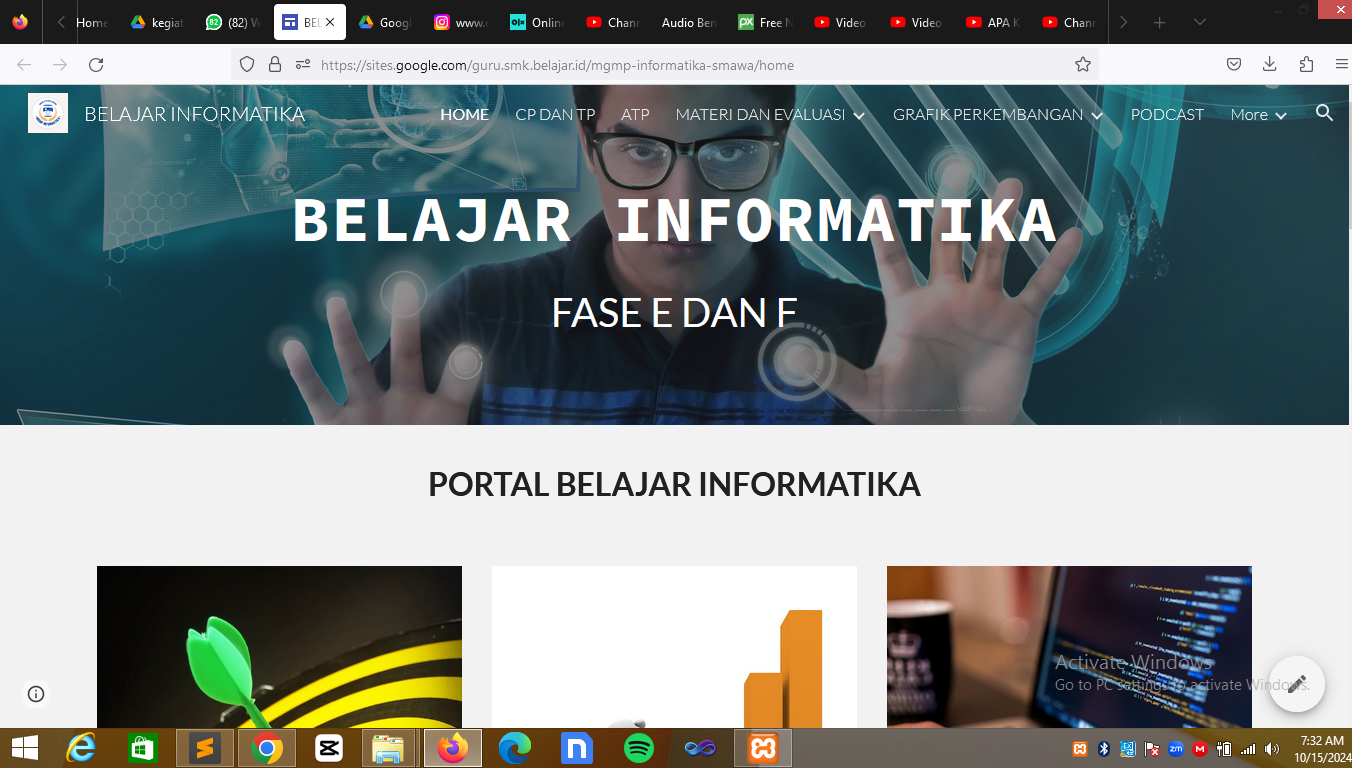 Home
kegiat
(82) W
BEL
Googl
www.
Online
Chann
Audio Bem
Free N
Video
Video
APA K
Chann
https://sites.google.com/guru.smk.belajar.id/mgmp-informatika-smawa/home
BELAJAR INFORMATIKA
HOME CP DAN TP ATP MATERI DAN EVALUASI GRAFIK PERKEMBANGAN PODCAST More
BELAJAR INFORMATIKA
FASE E DAN F
PORTAL BELAJAR INFORMATIKA
Activate Windows
Go to PC settings to activate Windows.
7:32 AM
10/15/2024